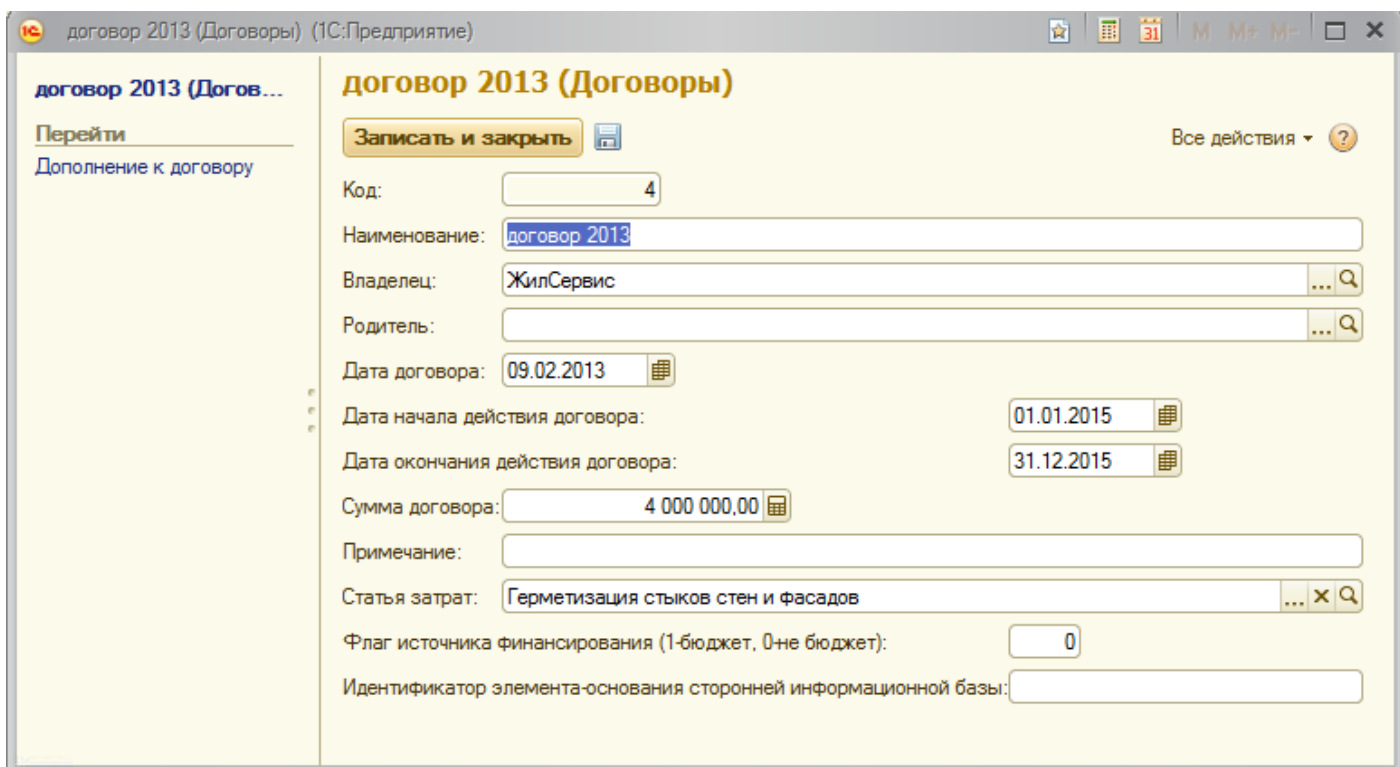 договор 2013 (Договоры) (1С:Предприятие)
31 M M+ M-
договор 2013 (Догов...
Перейти
Дополнение к договору
договор 2013 (Договоры)
Записать и закрыть
Все действия
?
Код: 4
Наименование: договор 2013
Владелец: ЖилСервис ...
Родитель: ...
Дата договора: 09.02.2013
Дата начала действия договора: 01.01.2015
Дата окончания действия договора: 31.12.2015
Сумма договора: 4 000 000,00
Примечание:
Статья затрат: Герметизация стыков стен и фасадов ...
Флаг источника финансирования (1-бюджет, 0-не бюджет): 0
Идентификатор элемента-основания сторонней информационной базы: